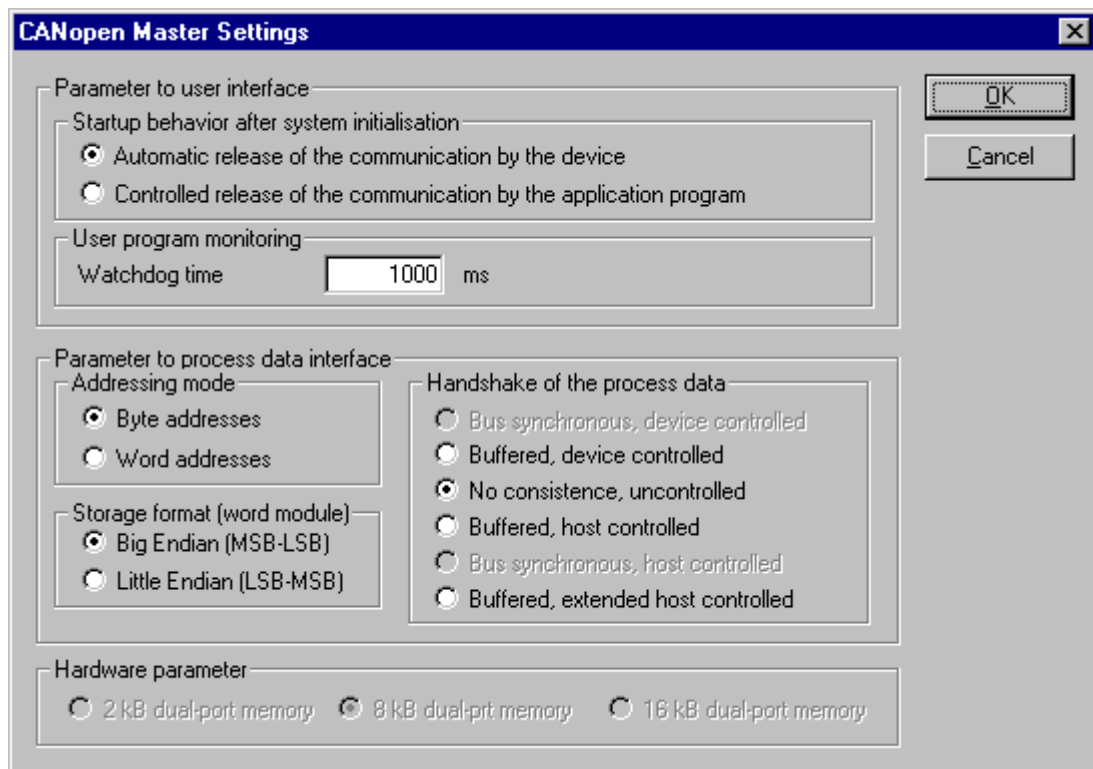 CANopen Master Settings
Parameter to user interface
Startup behavior after system initialisation
Automatic release of the communication by the device
Controlled release of the communication by the application program
User program monitoring
Watchdog time 1000 ms
OK
Cancel
Parameter to process data interface
Addressing mode
Byte addresses
Word addresses
Storage format (word module)
Big Endian (MSB-LSB)
Little Endian (LSB-MSB)
Handshake of the process data
Bus synchronous, device controlled
Buffered, device controlled
No consistence, uncontrolled
Buffered, host controlled
Bus synchronous, host controlled
Buffered, extended host controlled
Hardware parameter
2 kB dual-port memory 8 kB dual-prt memory 16 kB dual-port memory